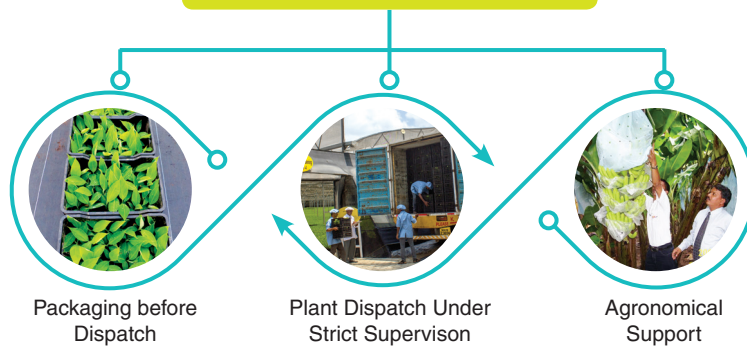 Packaging before
Dispatch
Plant Dispatch Under
Strict Supervison
Agronomical
Support